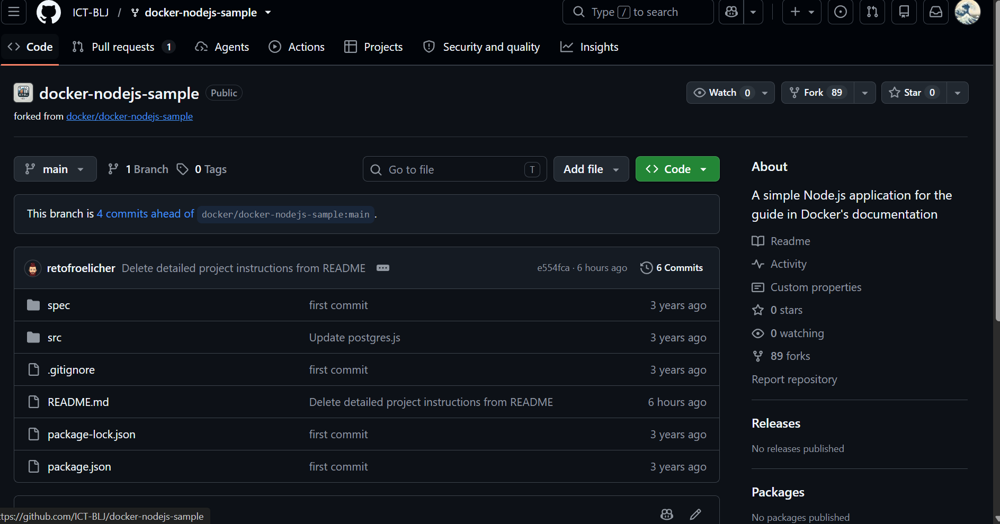 ICT-BLJ / docker-nodejs-sample
Type / to search
Code
Pull requests 1
Agents
Actions
Projects
Security and quality
Insights
docker-nodejs-sample Public
forked from docker/docker-nodejs-sample
Watch 0
Fork 89
Star 0
main
1 Branch
0 Tags
Go to file T
Add file
Code
This branch is 4 commits ahead of docker/docker-nodejs-sample:main .
retofroelicher Delete detailed project instructions from README
e554fca · 6 hours ago
6 Commits
spec first commit 3 years ago
src Update postgres.js 3 years ago
.gitignore first commit 3 years ago
README.md Delete detailed project instructions from README 6 hours ago
package-lock.json first commit 3 years ago
package.json first commit 3 years ago
About
A simple Node.js application for the
guide in Docker's documentation
Readme
Activity
Custom properties
0 stars
0 watching
89 forks
Report repository
Releases
No releases published
Packages
No packages published
ttps://github.com/ICT-BLJ/docker-nodejs-sample